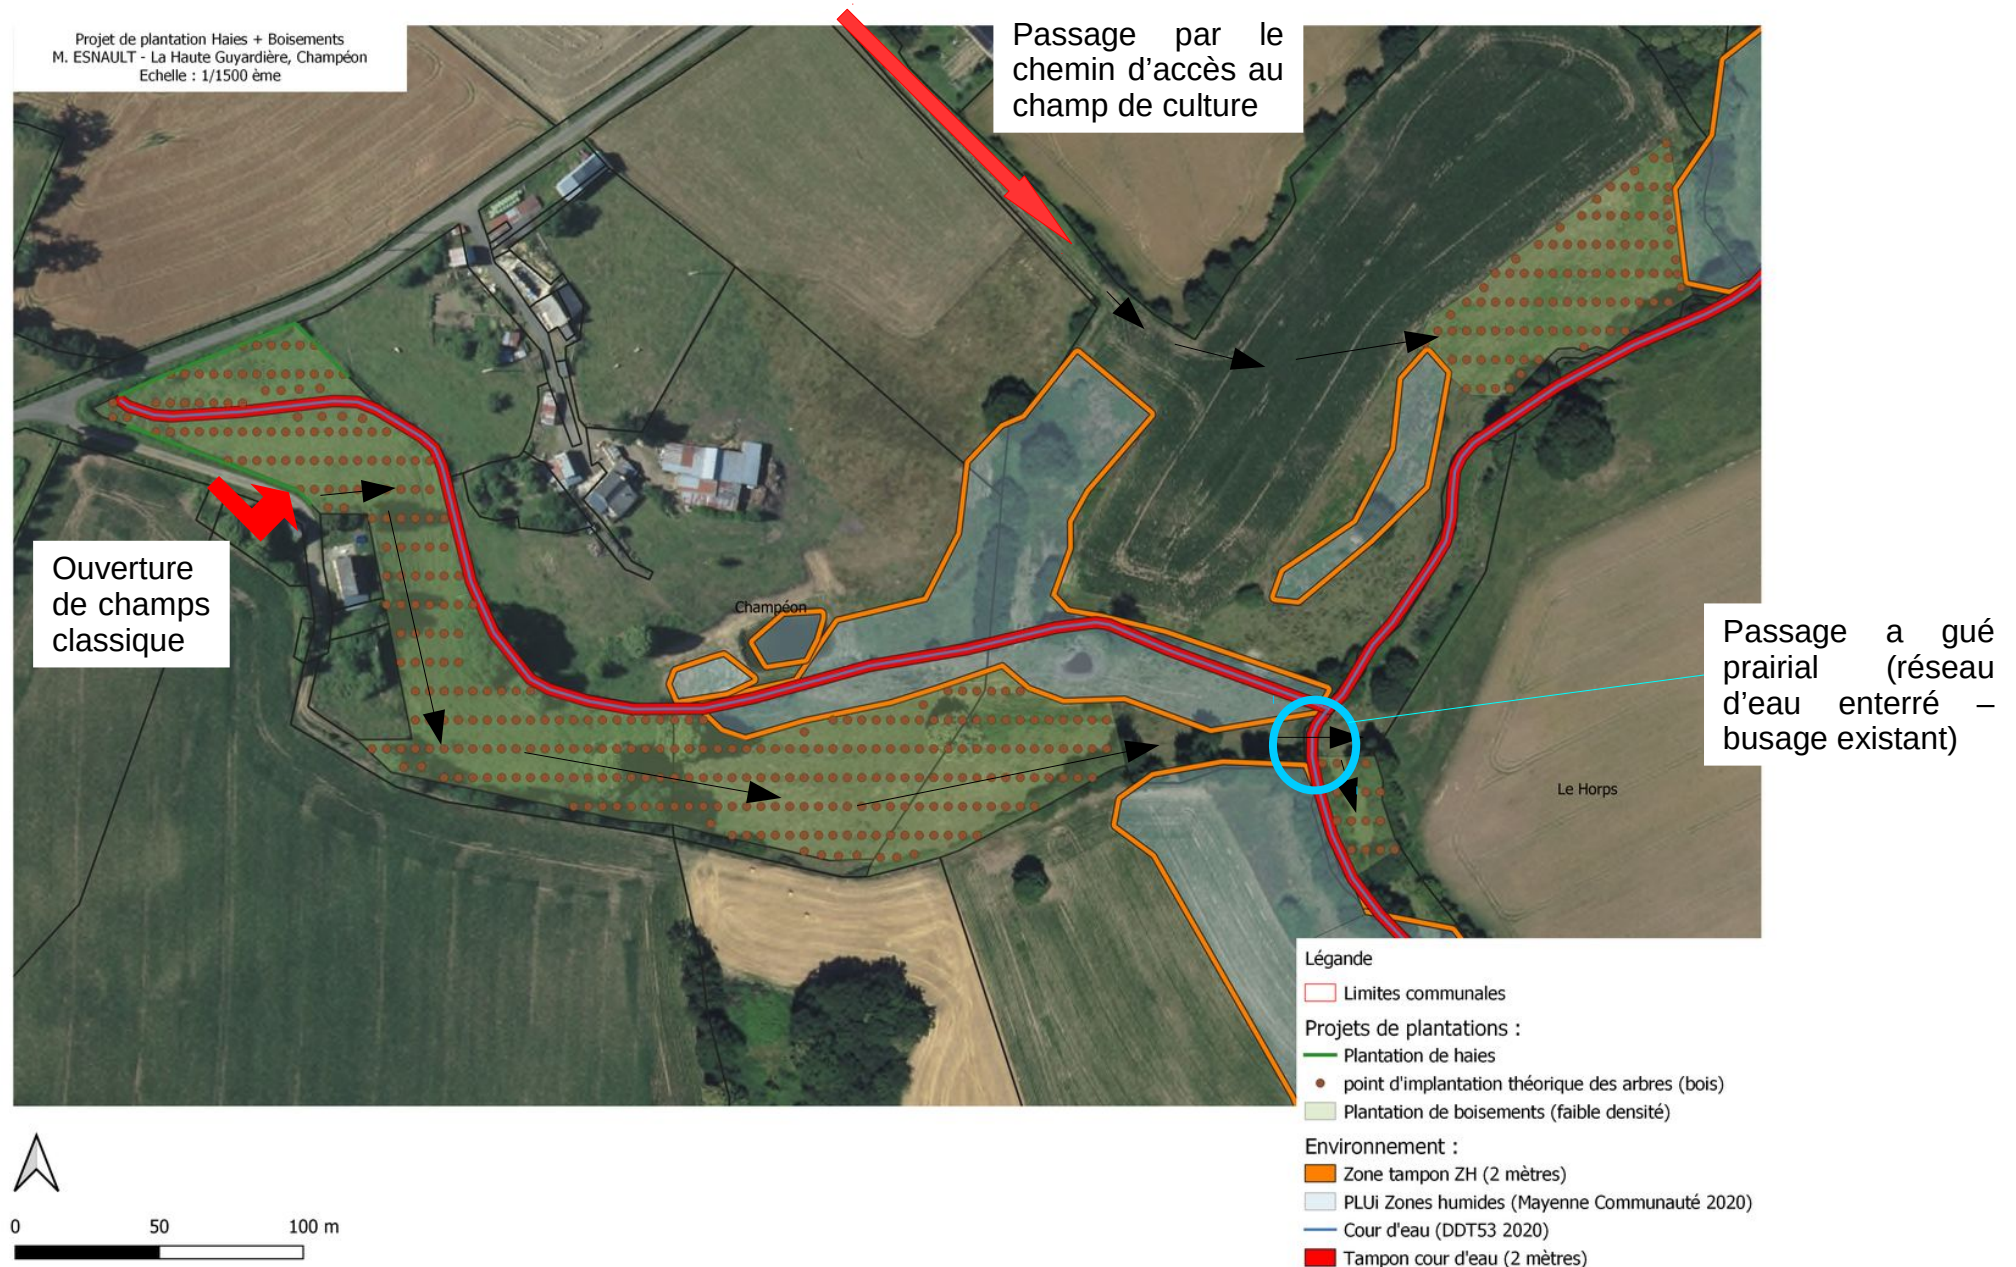 Projet de plantation Haies + Boisements
M. ESNAULT - La Haute Guyardière, Champéon
Echelle : 1/1500 ème
Passage par le
chemin d’accès au
champ de culture
Ouverture
de champs
classique
Champéon
Passage a gué
prairial (réseau
d’eau enterré –
busage existant)
Le Horps
Légande
Limites communales
Projets de plantations :
Plantation de haies
point d'implantation théorique des arbres (bois)
Plantation de boisements (faible densité)
Environnement :
Zone tampon ZH (2 mètres)
PLUi Zones humides (Mayenne Communauté 2020)
Cour d'eau (DDT53 2020)
Tampon cour d'eau (2 mètres)
0 50 100 m